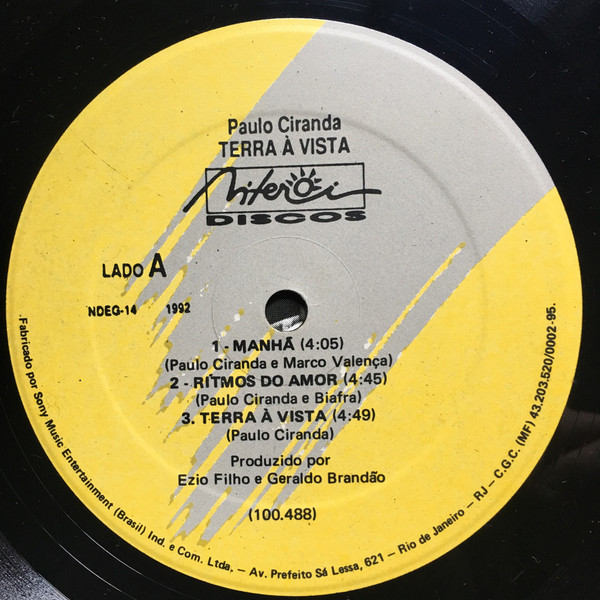 Paulo Ciranda
TERRA À VISTA
Niterói
DISCOS
LADO A
NDEG-14 1992
1 - MANHÃ (4:05)
(Paulo Ciranda e Marco Valença)
2 - RITMOS DO AMOR (4:45)
(Paulo Ciranda e Biafra)
3. TERRA À VISTA (4:49)
(Paulo Ciranda)
Produzido por
Ezio Filho e Geraldo Brandão
(100.488)
.Fabricado por Sony Music Entertainment (Brasil) Ind. e Com. Ltda. – Av. Prefeito Sá Lessa, 621 – Rio de Janeiro – RJ – C.G.C. (MF) 43.203.520/0002-95.